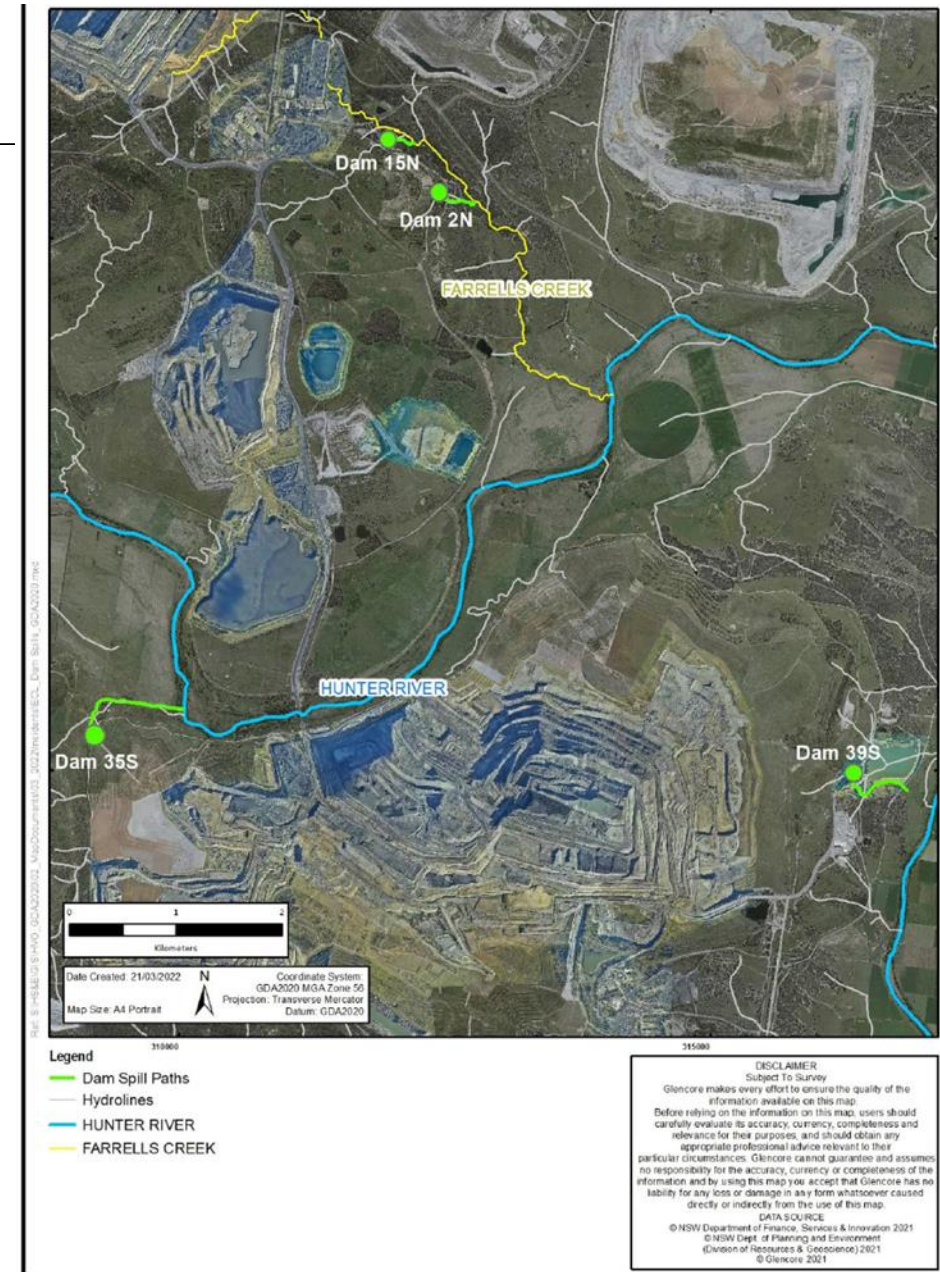 Dam 15N
Dam 2N
FARRELLS CREEK
HUNTER RIVER
Dam 35S
Dam 39S
0 1 2
Kilometers
Date Created: 21/03/2022
Map Size: A4 Portrait
N
Coordinate System:
GDA2020 MGA Zone 56
Projection: Transverse Mercator
Datum: GDA2020
310000 315000
Legend
Dam Spill Paths
Hydrolines
HUNTER RIVER
FARRELLS CREEK
DISCLAIMER
Subject To Survey
Glencore makes every effort to ensure the quality of the
information available on this map.
Before relying on the information on this map, users should
carefully evaluate its accuracy, currency, completeness and
relevance for their purposes, and should obtain any
appropriate professional advice relevant to their
particular circumstances. Glencore cannot guarantee and assumes
no responsibility for the accuracy, currency or completeness of the
information and by using this map you accept that Glencore has no
liability for any loss or damage in any form whatsoever caused
directly or indirectly from the use of this map.
DATA SOURCE
© NSW Department of Finance, Services & Innovation 2021
© NSW Dept. of Planning and Environment
(Division of Resources & Geoscience) 2021
© Glencore 2021